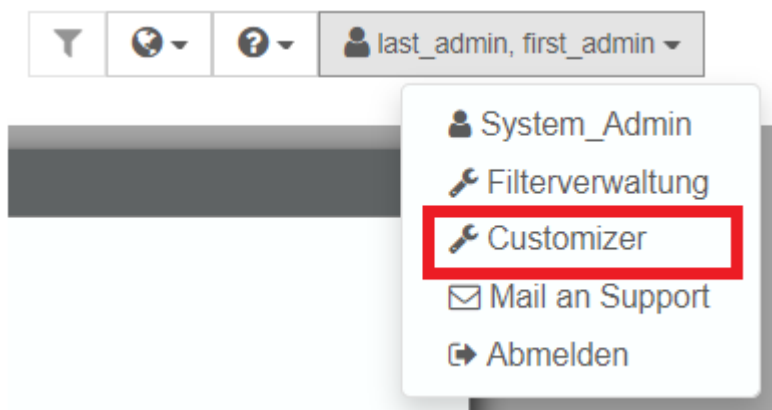 last_admin, first_admin
System_Admin
Filterverwaltung
Customizer
Mail an Support
Abmelden